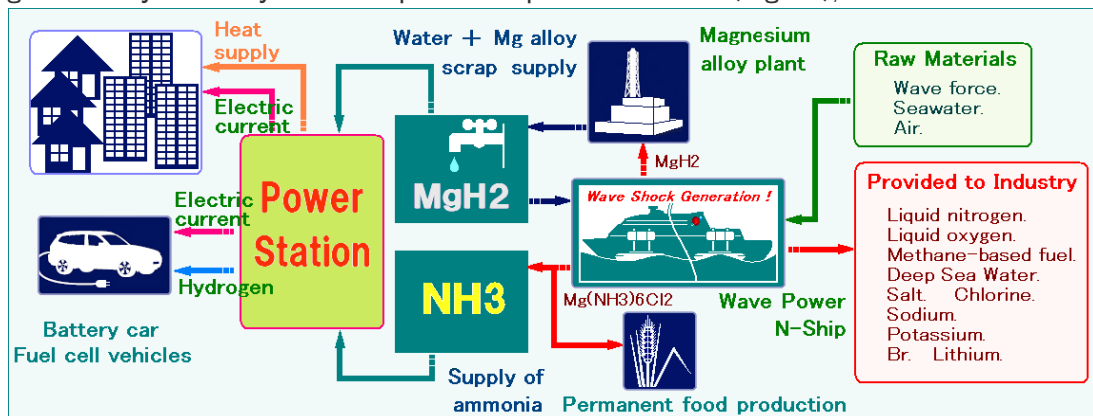 Heat
supply
Electric
current
Water + Mg alloy
scrap supply
Magnesium
alloy plant
Raw Materials
Wave force.
Seawater.
Air.
MgH2
MgH2
Power
Station
Electric
current
Hydrogen
Battery car
Fuel cell vehicles
NH3
Wave Shock Generation !
Mg(NH3)6Cl2
Wave Power
N-Ship
Provided to Industry
Liquid nitrogen.
Liquid oxygen.
Methane-based fuel.
Deep Sea Water.
Salt. Chlorine.
Sodium.
Potassium.
Br. Lithium.
Supply of
ammonia
Permanent food production